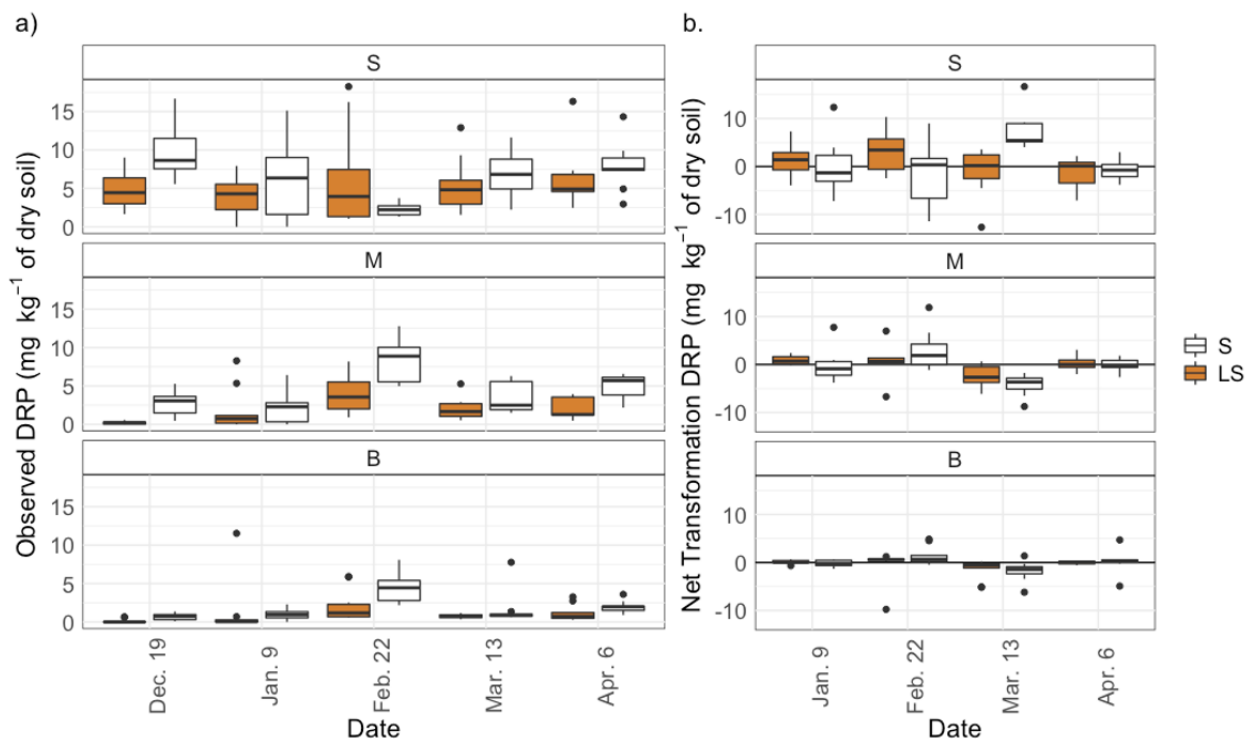 a)
S
15
10
5
0
M
15
10
5
0
B
15
10
5
0
Observed DRP (mg kg⁻¹ of dry soil)
Dec. 19
Jan. 9
Feb. 22
Mar. 13
Apr. 6
Date
b.
S
10
0
-10
M
10
0
-10
B
10
0
-10
Net Transformation DRP (mg kg⁻¹ of dry soil)
Jan. 9
Feb. 22
Mar. 13
Apr. 6
Date
S
LS